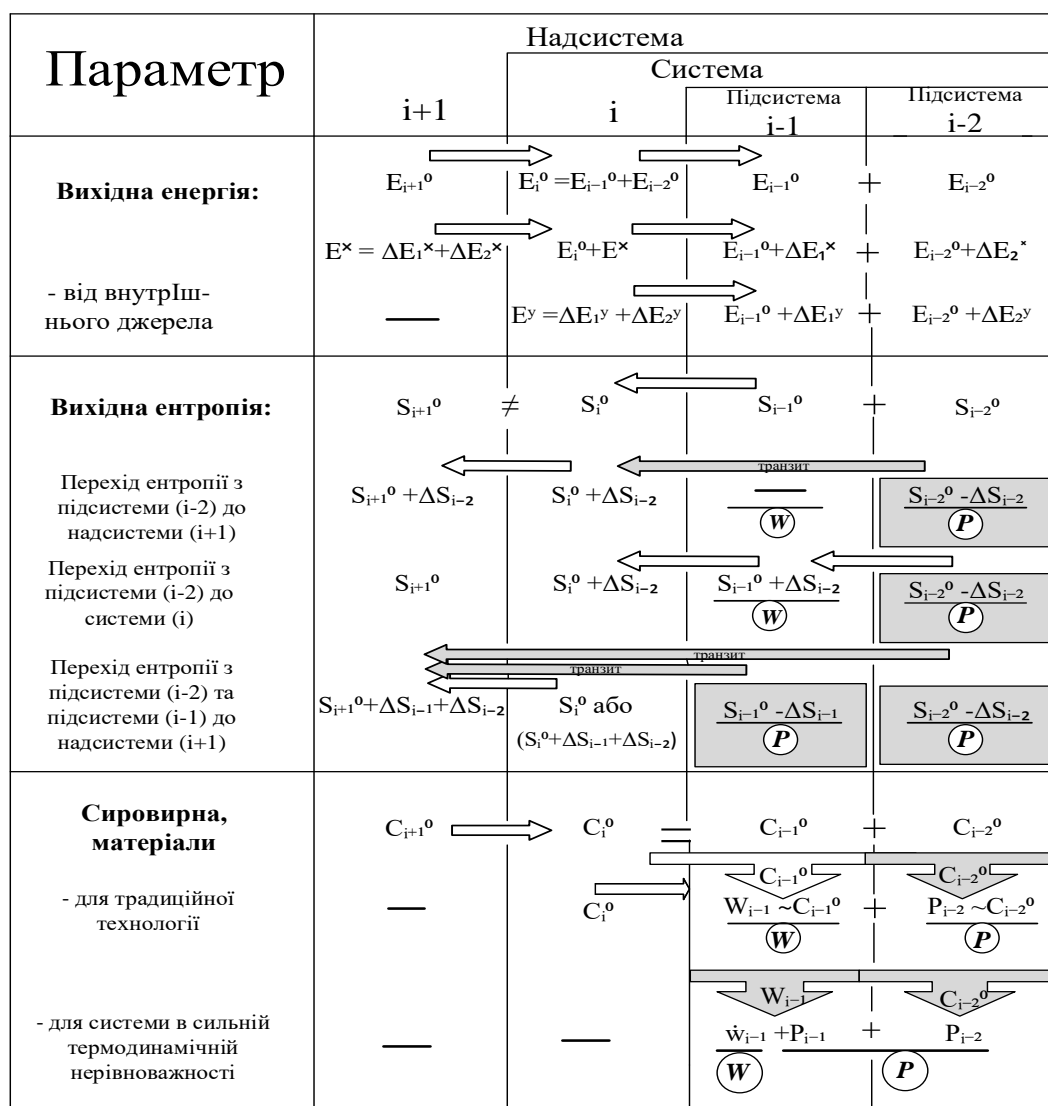 Параметр
Надсистема
Система
i+1
i
Підсистема
i-1
Підсистема
i-2
Вихідна енергія:
Eᵢ₊₁⁰
Eᵢ⁰ =Eᵢ₋₁⁰+Eᵢ₋₂⁰
Eᵢ₋₁⁰ + Eᵢ₋₂⁰
Eˣ = ΔE₁ˣ+ΔE₂ˣ
Eᵢ⁰+Eˣ
Eᵢ₋₁⁰+ΔE₁ˣ + Eᵢ₋₂⁰+ΔE₂ˣ
- від внутрІш-
нього джерела
—
Eʸ =ΔE₁ʸ +ΔE₂ʸ
Eᵢ₋₁⁰ +ΔE₁ʸ + Eᵢ₋₂⁰ +ΔE₂ʸ
Вихідна ентропія:
Sᵢ₊₁⁰ ≠ Sᵢ⁰
Sᵢ₋₁⁰ + Sᵢ₋₂⁰
Перехід ентропії з
підсистеми (i-2) до
надсистеми (i+1)
транзит
Sᵢ₊₁⁰ +ΔSᵢ₋₂
Sᵢ⁰ +ΔSᵢ₋₂
—
W
Sᵢ₋₂⁰ -ΔSᵢ₋₂
P
Перехід ентропії з
підсистеми (i-2) до
системи (i)
Sᵢ₊₁⁰
Sᵢ⁰ +ΔSᵢ₋₂
Sᵢ₋₁⁰ +ΔSᵢ₋₂
W
Sᵢ₋₂⁰ -ΔSᵢ₋₂
P
Перехід ентропії з
підсистеми (i-2) та
підсистеми (i-1) до
надсистеми (i+1)
транзит
транзит
Sᵢ₊₁⁰+ΔSᵢ₋₁+ΔSᵢ₋₂
Sᵢ⁰ або
(Sᵢ⁰+ΔSᵢ₋₁+ΔSᵢ₋₂)
Sᵢ₋₁⁰ -ΔSᵢ₋₁
P
Sᵢ₋₂⁰ -ΔSᵢ₋₂
P
Сировирна,
матеріали
Cᵢ₊₁⁰
Cᵢ⁰ = Cᵢ₋₁⁰ + Cᵢ₋₂⁰
- для традиційної
технології
—
Cᵢ⁰
Cᵢ₋₁⁰
Cᵢ₋₂⁰
Wᵢ₋₁ ~Cᵢ₋₁⁰ + Pᵢ₋₂ ~Cᵢ₋₂⁰
W
P
- для системи в сильній
термодинамічній
нерівноважності
—
—
Wᵢ₋₁
Cᵢ₋₂⁰
ẇᵢ₋₁ +Pᵢ₋₁ + Pᵢ₋₂
W
P